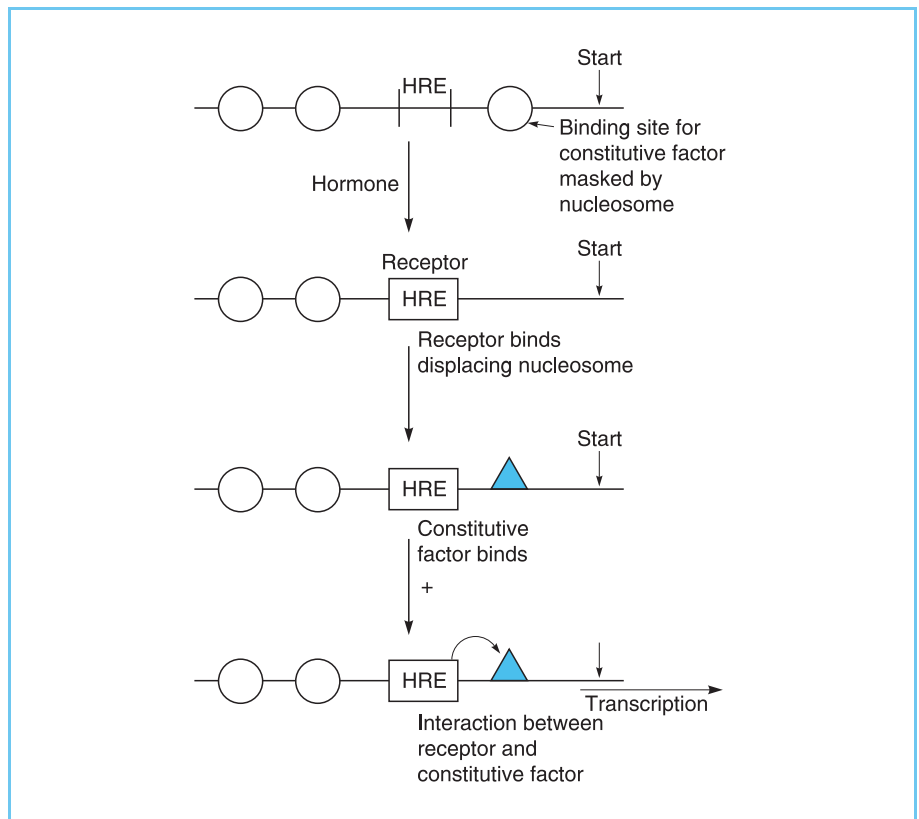 Start
HRE
Binding site for
constitutive factor
masked by
nucleosome
Hormone
Start
Receptor
HRE
Receptor binds
displacing nucleosome
Start
HRE
Constitutive
factor binds
+
HRE
Transcription
Interaction between
receptor and
constitutive factor